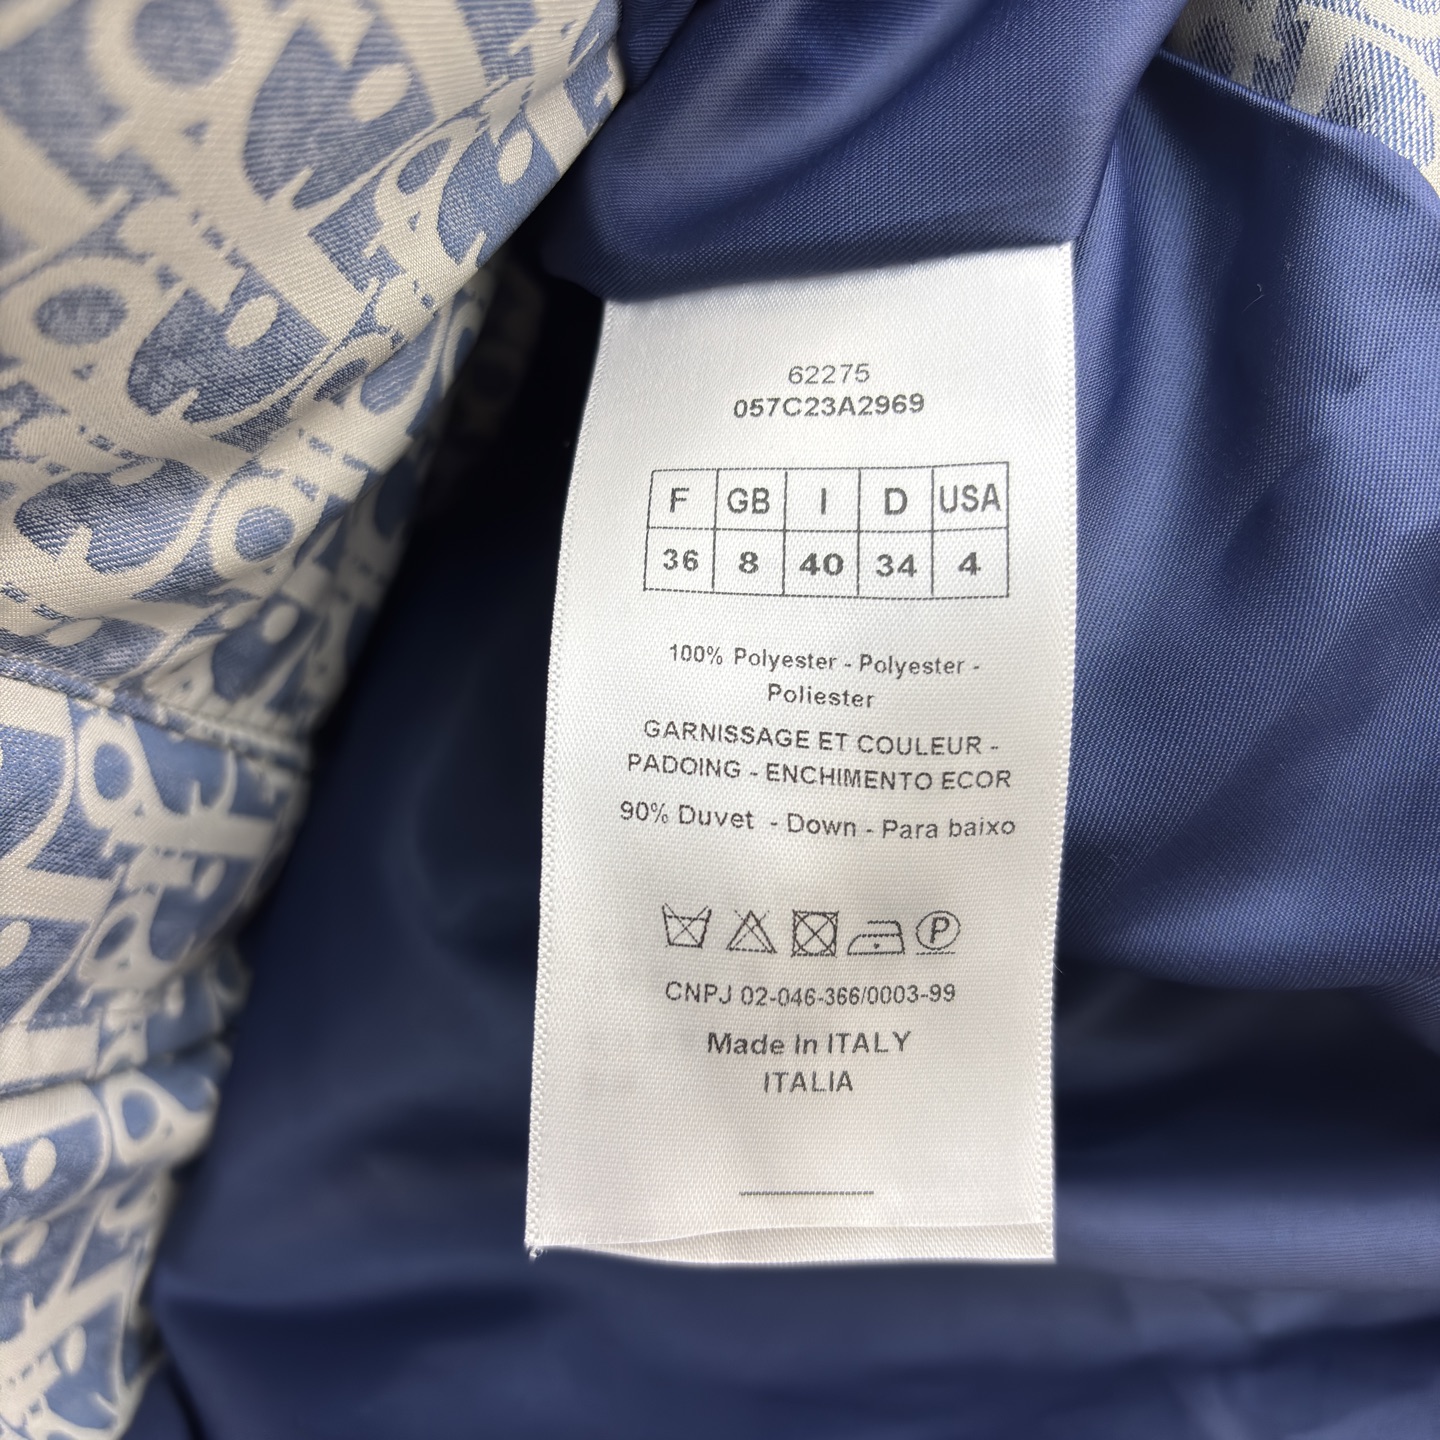 62275
057C23A2969
F GB I D USA
36 8 40 34 4
100% Polyester - Polyester -
Poliester
GARNISSAGE ET COULEUR -
PADOING - ENCHIMENTO ECOR
90% Duvet - Down - Para baixo
P
CNPJ 02-046-366/0003-99
Made In ITALY
ITALIA